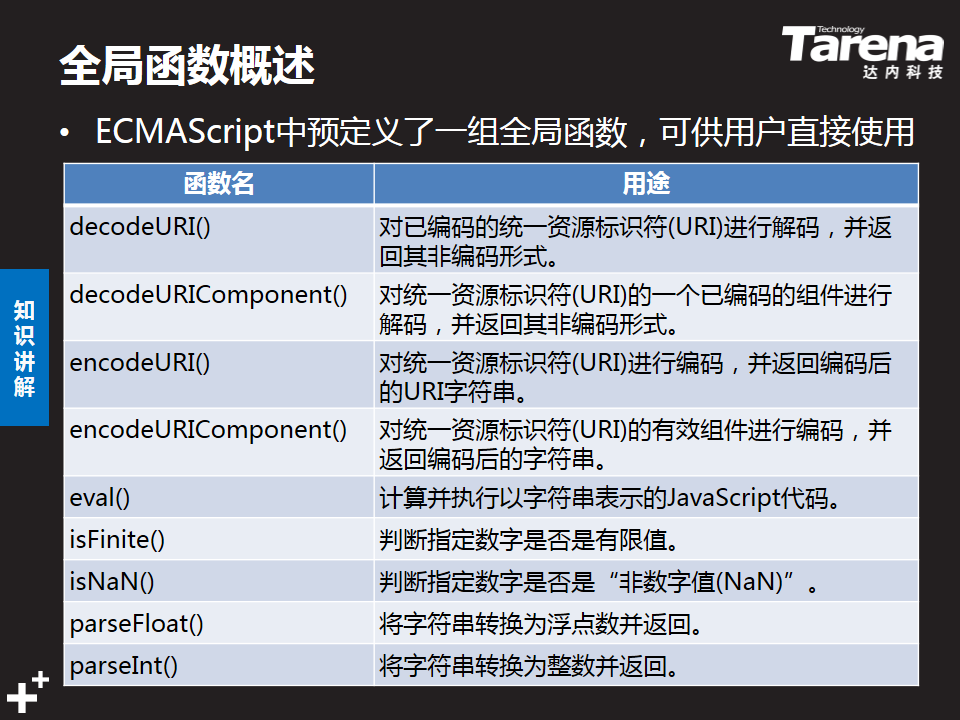 全局函数概述
Technology
Tarena
达内科技
• ECMAScript中预定义了一组全局函数，可供用户直接使用
函数名 用途
decodeURI() 对已编码的统一资源标识符(URI)进行解码，并返
回其非编码形式。
decodeURIComponent() 对统一资源标识符(URI)的一个已编码的组件进行
解码，并返回其非编码形式。
encodeURI() 对统一资源标识符(URI)进行编码，并返回编码后
的URI字符串。
encodeURIComponent() 对统一资源标识符(URI)的有效组件进行编码，并
返回编码后的字符串。
eval() 计算并执行以字符串表示的JavaScript代码。
isFinite() 判断指定数字是否是有限值。
isNaN() 判断指定数字是否是“非数字值(NaN)”。
parseFloat() 将字符串转换为浮点数并返回。
parseInt() 将字符串转换为整数并返回。
知识讲解